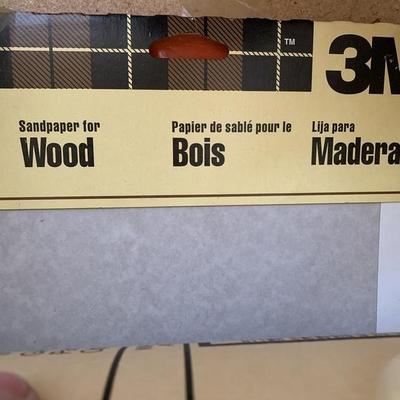 TM
3M
Sandpaper for
Wood
Papier de sablé pour le
Bois
Lija para
Madera